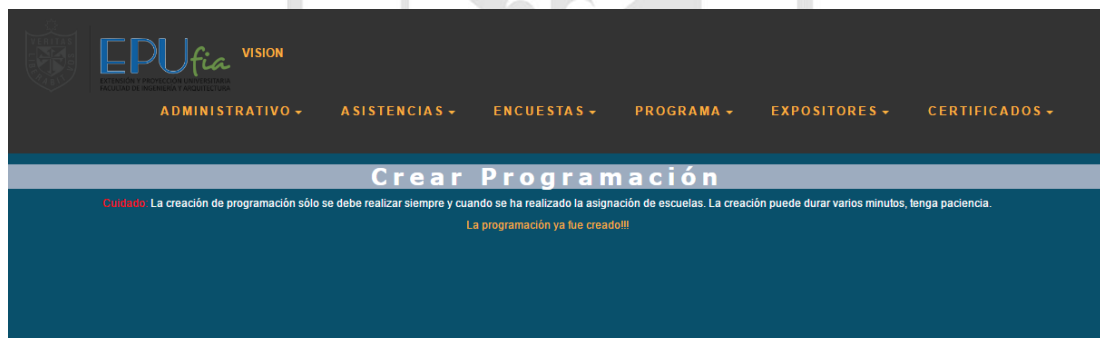 VERITAS
EPUfia
EXTENSIÓN Y PROYECCIÓN UNIVERSITARIA
FACULTAD DE INGENIERÍA Y ARQUITECTURA
VISION
ADMINISTRATIVO
ASISTENCIAS
ENCUESTAS
PROGRAMA
EXPOSITORES
CERTIFICADOS
Crear Programación
Cuidado: La creación de programación sólo se debe realizar siempre y cuando se ha realizado la asignación de escuelas. La creación puede durar varios minutos, tenga paciencia.
La programación ya fue creado!!!